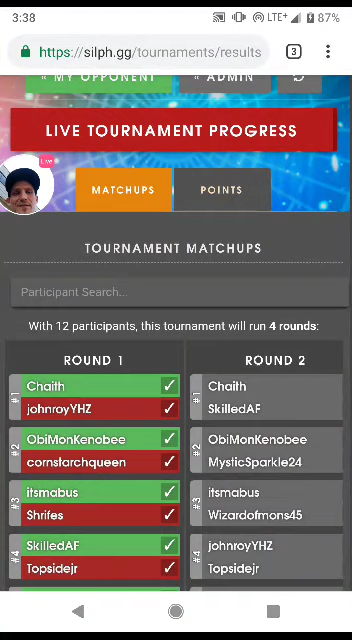 3:38 LTE+ 87%
https://silph.gg/tournaments/results 3
« MY OPPONENT « ADMIN
LIVE TOURNAMENT PROGRESS
Live
MATCHUPS POINTS
TOURNAMENT MATCHUPS
Participant Search...
With 12 participants, this tournament will run 4 rounds:
ROUND 1
#1
Chaith
johnroyYHZ
#2
ObiMonKenobee
cornstarchqueen
#3
itsmabus
Shrifes
#4
SkilledAF
Topsidejr
ROUND 2
#1
Chaith
SkilledAF
#2
ObiMonKenobee
MysticSparkle24
#3
itsmabus
Wizardofmons45
#4
johnroyYHZ
Topsidejr